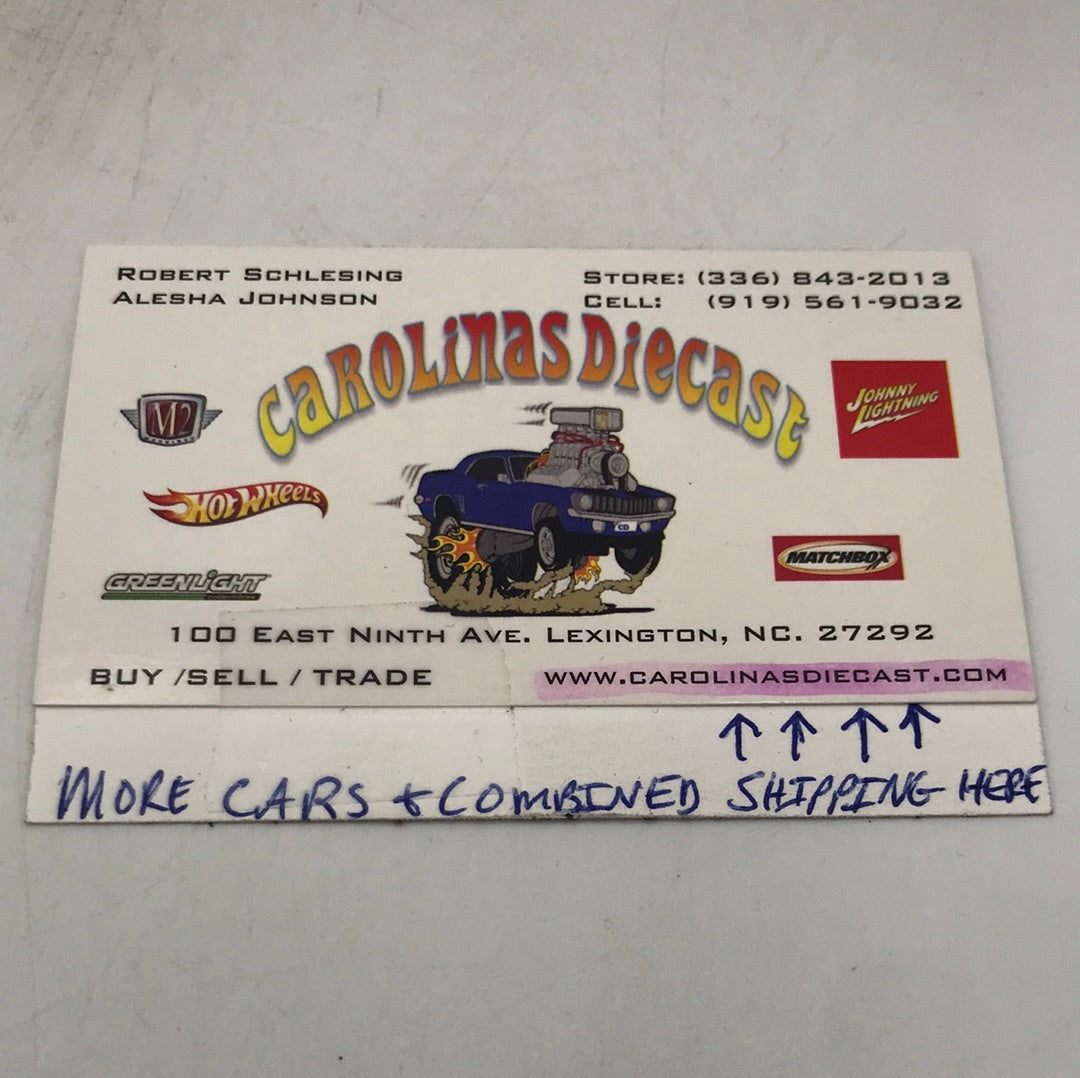 ROBERT SCHLESING
ALESHA JOHNSON
STORE: (336) 843-2013
CELL: (919) 561-9032
CAROLINAS DIECAST
M2
MACHINES
JOHNNY
LIGHTNING
HOT WHEELS
CD
MATCHBOX
GREENLIGHT
100 EAST NINTH AVE. LEXINGTON, NC. 27292
BUY /SELL / TRADE
WWW.CAROLINASDIECAST.COM
↑ ↑ ↑ ↑
MORE CARS + COMBINED SHIPPING HERE